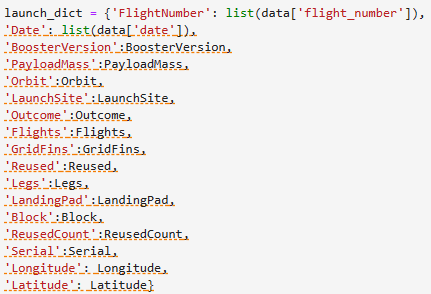 launch_dict = {'FlightNumber': list(data['flight_number']),
'Date': list(data['date']),
'BoosterVersion':BoosterVersion,
'PayloadMass':PayloadMass,
'Orbit':Orbit,
'LaunchSite':LaunchSite,
'Outcome':Outcome,
'Flights':Flights,
'GridFins':GridFins,
'Reused':Reused,
'Legs':Legs,
'LandingPad':LandingPad,
'Block':Block,
'ReusedCount':ReusedCount,
'Serial':Serial,
'Longitude': Longitude,
'Latitude': Latitude}